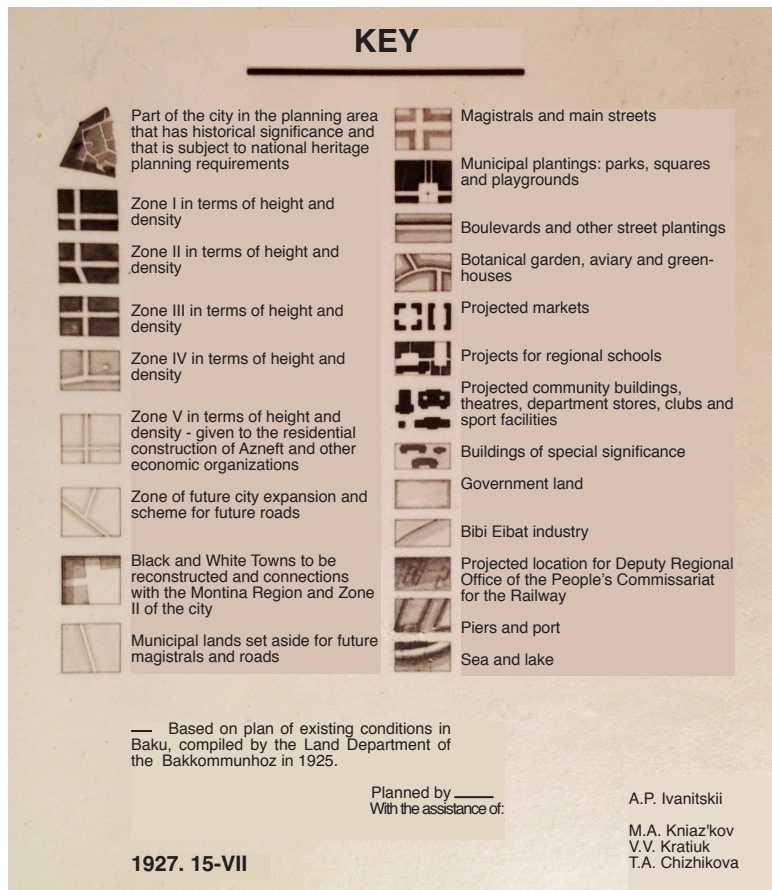 KEY
Part of the city in the planning area
that has historical significance and
that is subject to national heritage
planning requirements
Zone I in terms of height and
density
Zone II in terms of height and
density
Zone III in terms of height and
density
Zone IV in terms of height and
density
Zone V in terms of height and
density - given to the residential
construction of Azneft and other
economic organizations
Zone of future city expansion and
scheme for future roads
Black and White Towns to be
reconstructed and connections
with the Montina Region and Zone
II of the city
Municipal lands set aside for future
magistrals and roads
Magistrals and main streets
Municipal plantings: parks, squares
and playgrounds
Boulevards and other street plantings
Botanical garden, aviary and green-
houses
Projected markets
Projects for regional schools
Projected community buildings,
theatres, department stores, clubs and
sport facilities
Buildings of special significance
Government land
Bibi Eibat industry
Projected location for Deputy Regional
Office of the People's Commissariat
for the Railway
Piers and port
Sea and lake
— Based on plan of existing conditions in
Baku, compiled by the Land Department of
the Bakkommunhoz in 1925.
Planned by ____
With the assistance of:
A.P. Ivanitskii
M.A. Kniaz'kov
V.V. Kratiuk
T.A. Chizhikova
1927. 15-VII